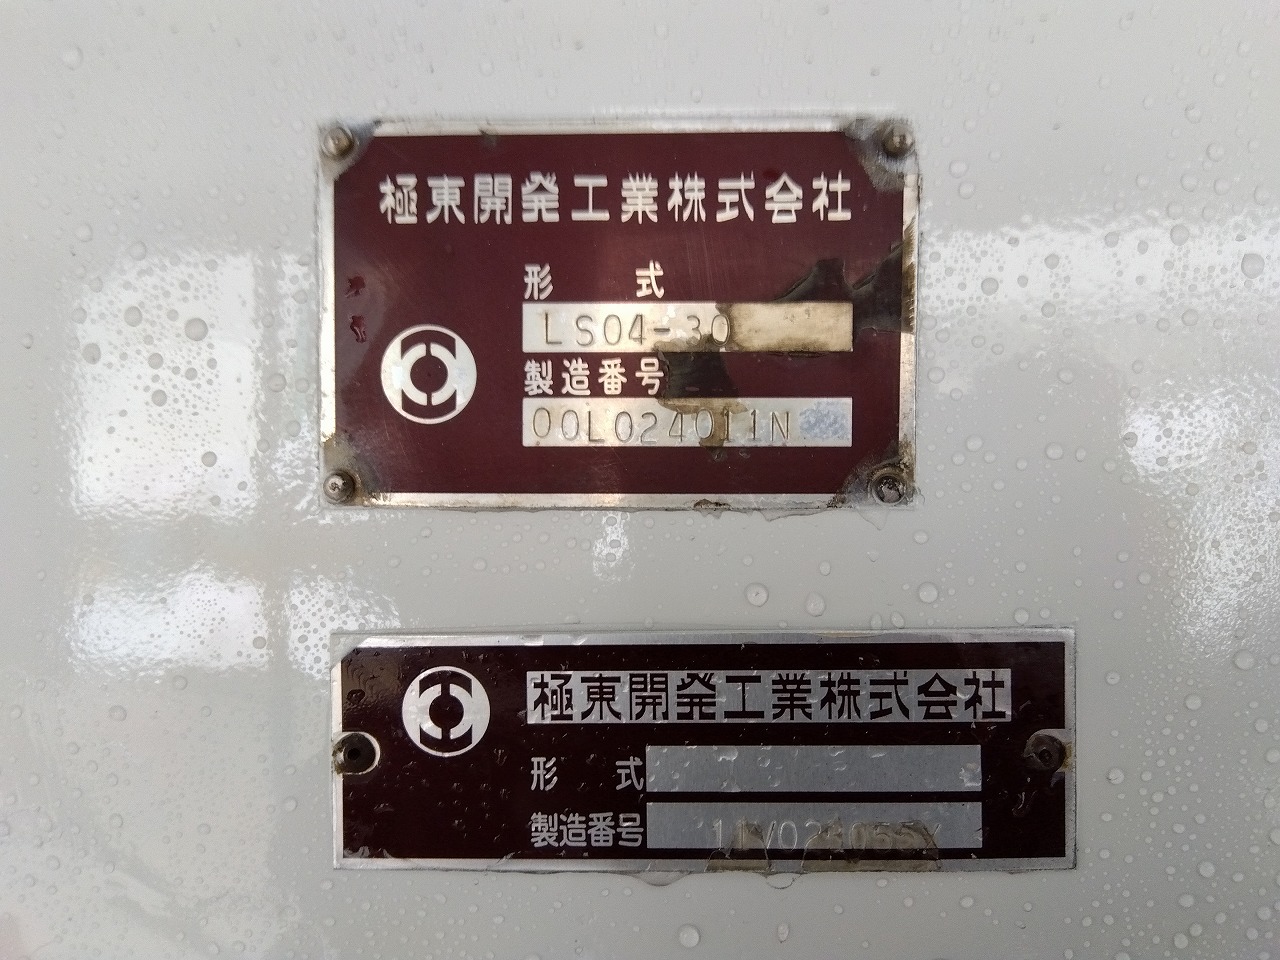 極東開発工業株式会社
形 式
LS04-30
製造番号
00L024011N
極東開発工業株式会社
形 式
製造番号